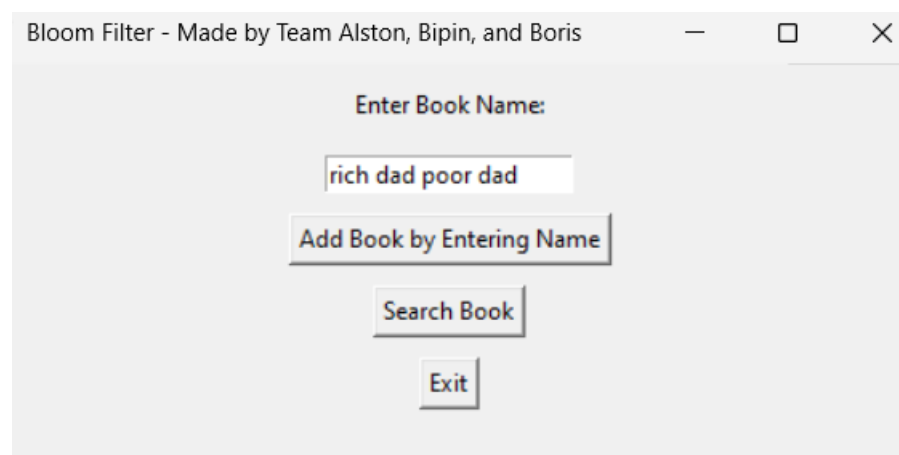 Bloom Filter - Made by Team Alston, Bipin, and Boris
Enter Book Name:
rich dad poor dad
Add Book by Entering Name
Search Book
Exit